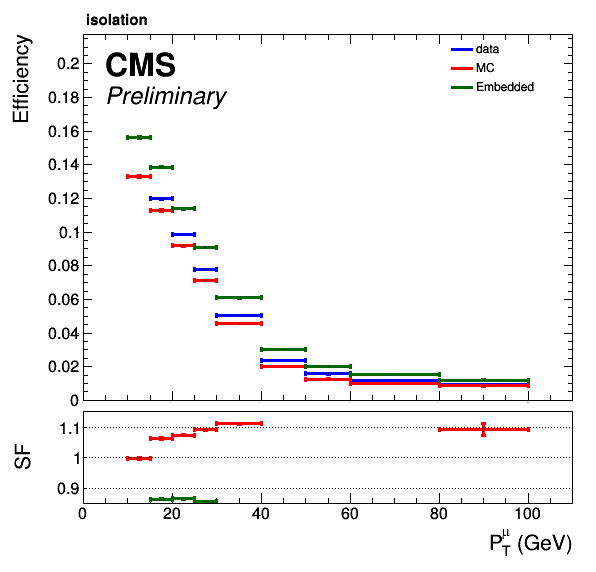 isolation
CMS
Preliminary
data
MC
Embedded
Efficiency
0.2
0.18
0.16
0.14
0.12
0.1
0.08
0.06
0.04
0.02
0
SF
1.1
1
0.9
0 20 40 60 80 100
P_T^μ (GeV)